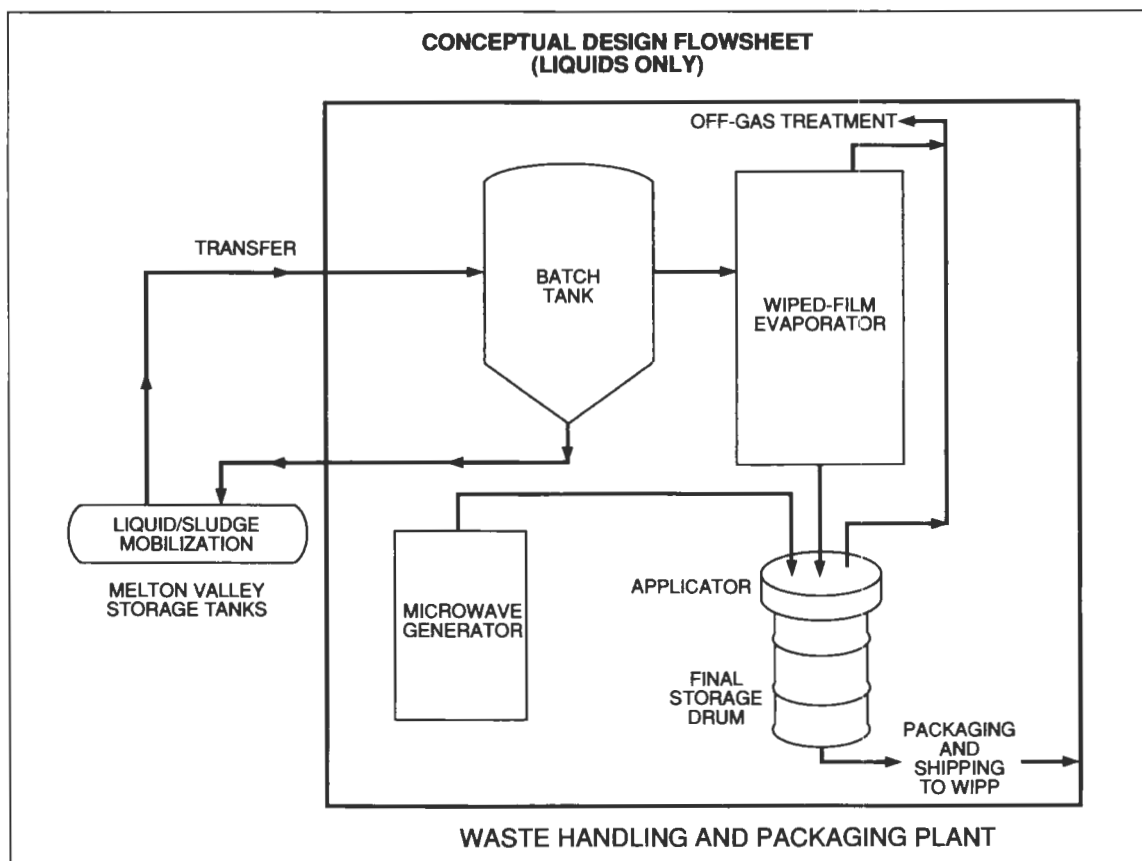 CONCEPTUAL DESIGN FLOWSHEET
(LIQUIDS ONLY)
OFF-GAS TREATMENT
TRANSFER
BATCH
TANK
WIPED-FILM
EVAPORATOR
LIQUID/SLUDGE
MOBILIZATION
MELTON VALLEY
STORAGE TANKS
MICROWAVE
GENERATOR
APPLICATOR
FINAL
STORAGE
DRUM
PACKAGING
AND
SHIPPING
TO WIPP
WASTE HANDLING AND PACKAGING PLANT